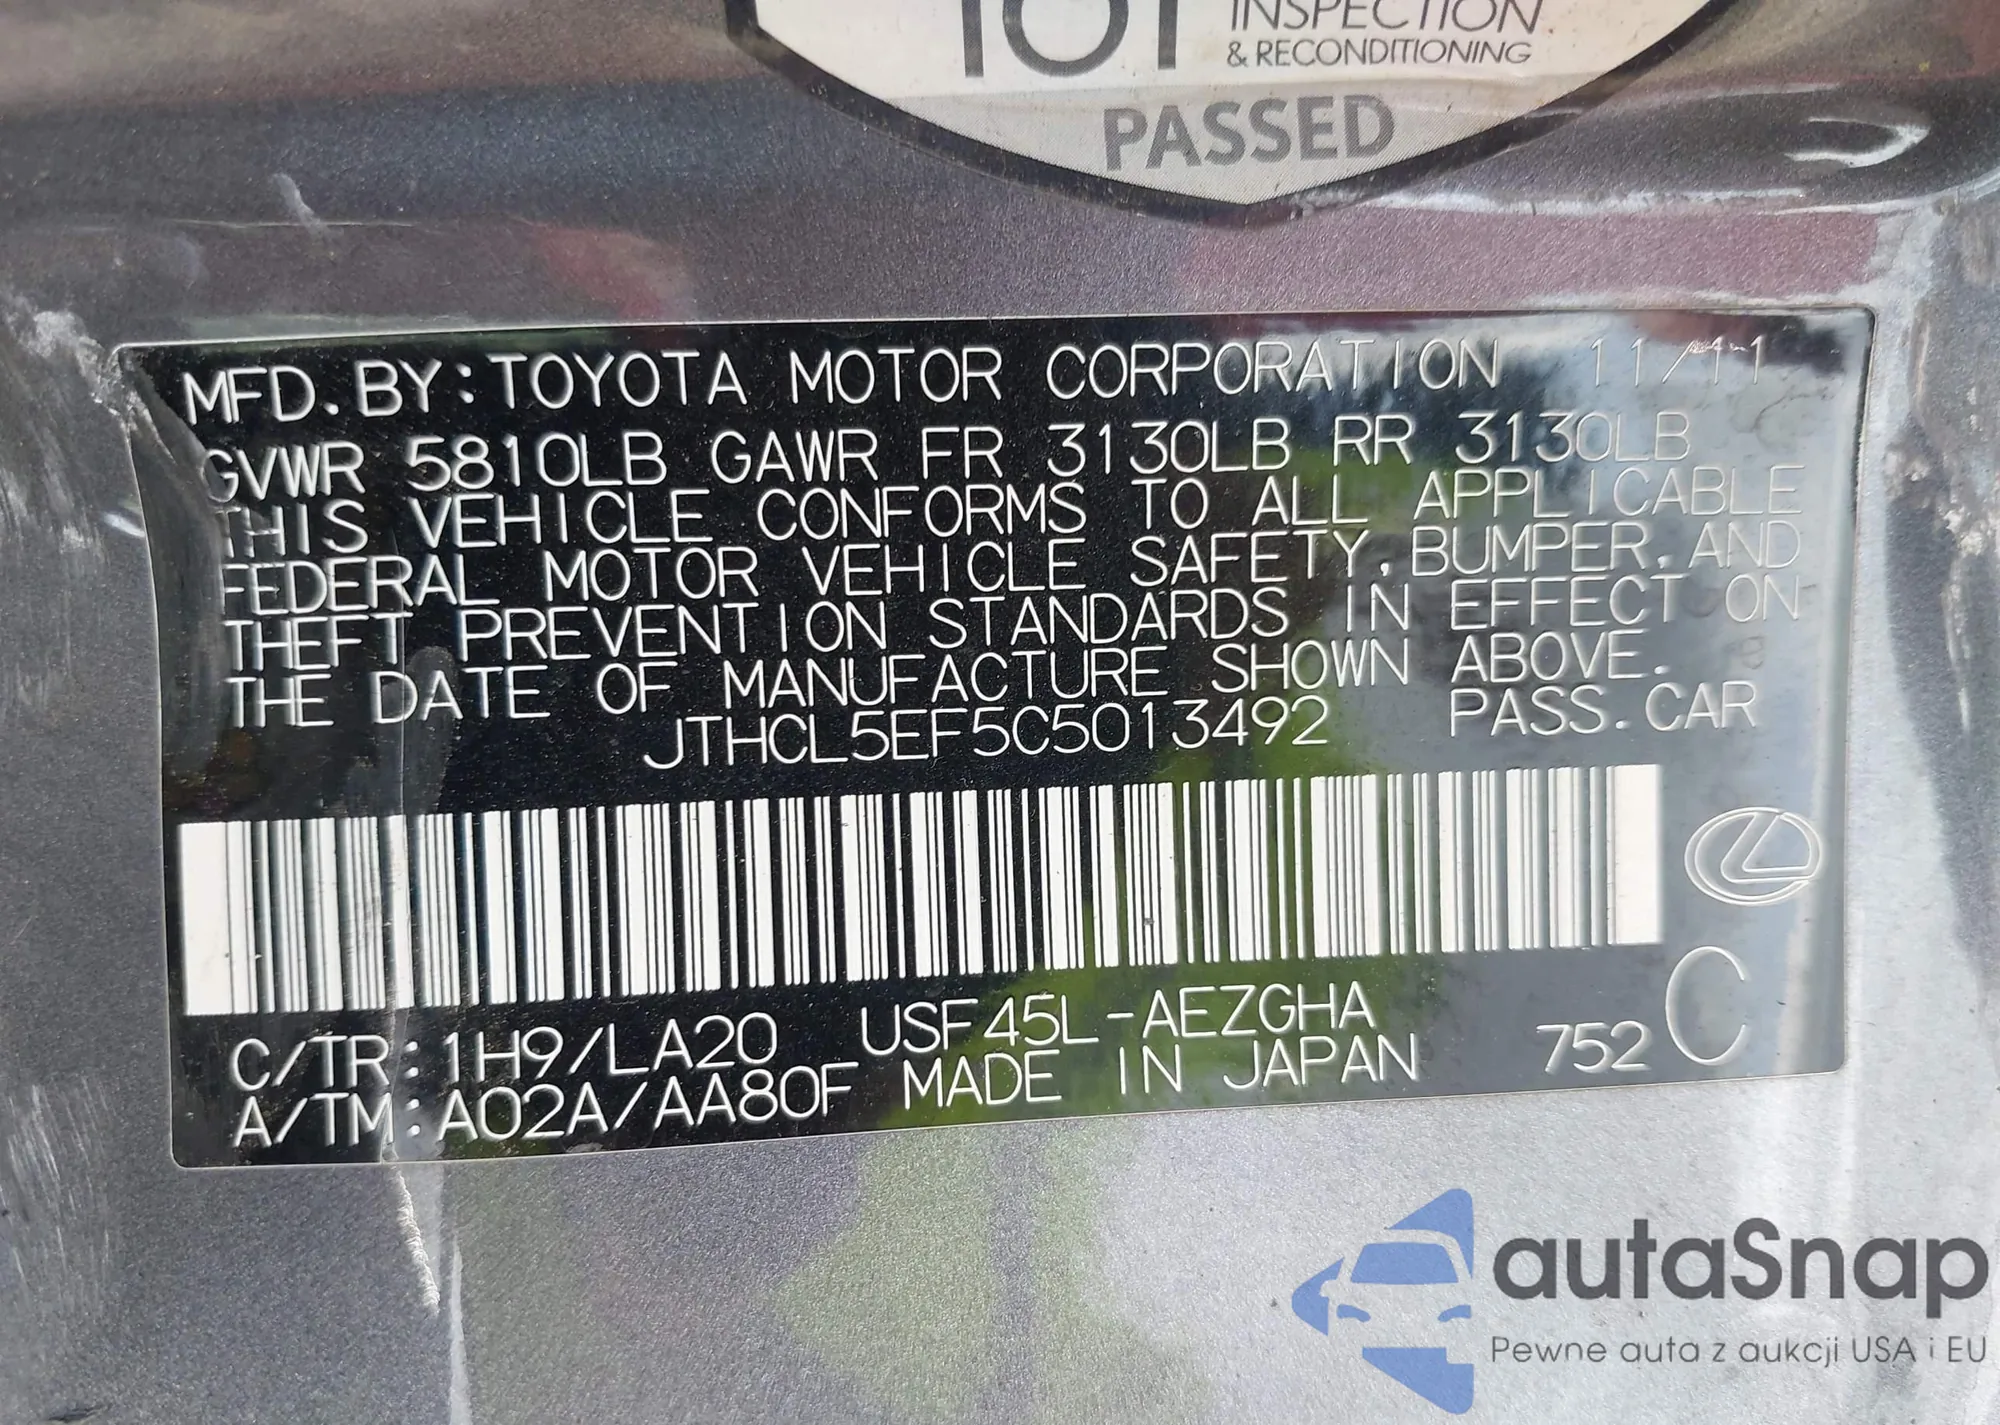 INSPECTION
& RECONDITIONING
PASSED
MFD. BY: TOYOTA MOTOR CORPORATION 11/11
GVWR 5810LB GAWR FR 3130LB RR 3130LB
THIS VEHICLE CONFORMS TO ALL APPLICABLE
FEDERAL MOTOR VEHICLE SAFETY, BUMPER, AND
THEFT PREVENTION STANDARDS IN EFFECT ON
THE DATE OF MANUFACTURE SHOWN ABOVE.
JTHCL5EF5C5013492 PASS. CAR
C/TR: 1H9/LA20 USF45L-AEZGHA
A/TM: A02A/AA80F MADE IN JAPAN 752 C
autaSnap
Pewne auta z aukcji USA i EU